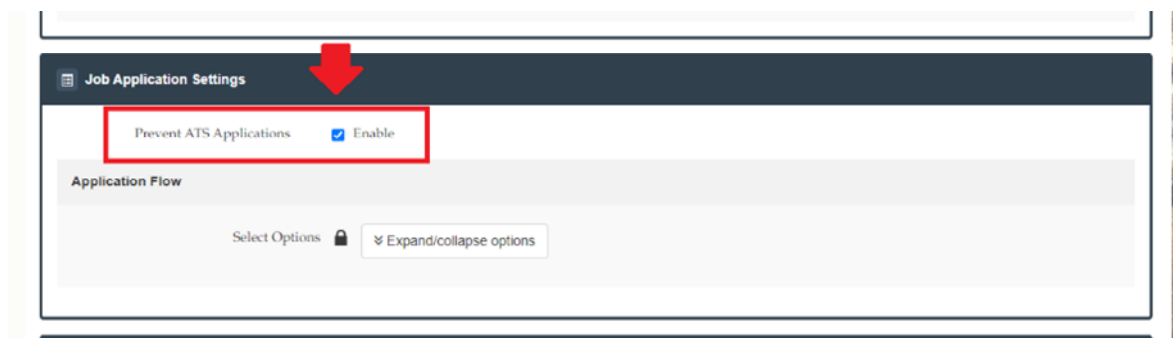 Job Application Settings
Prevent ATS Applications Enable
Application Flow
Select Options Expand/collapse options